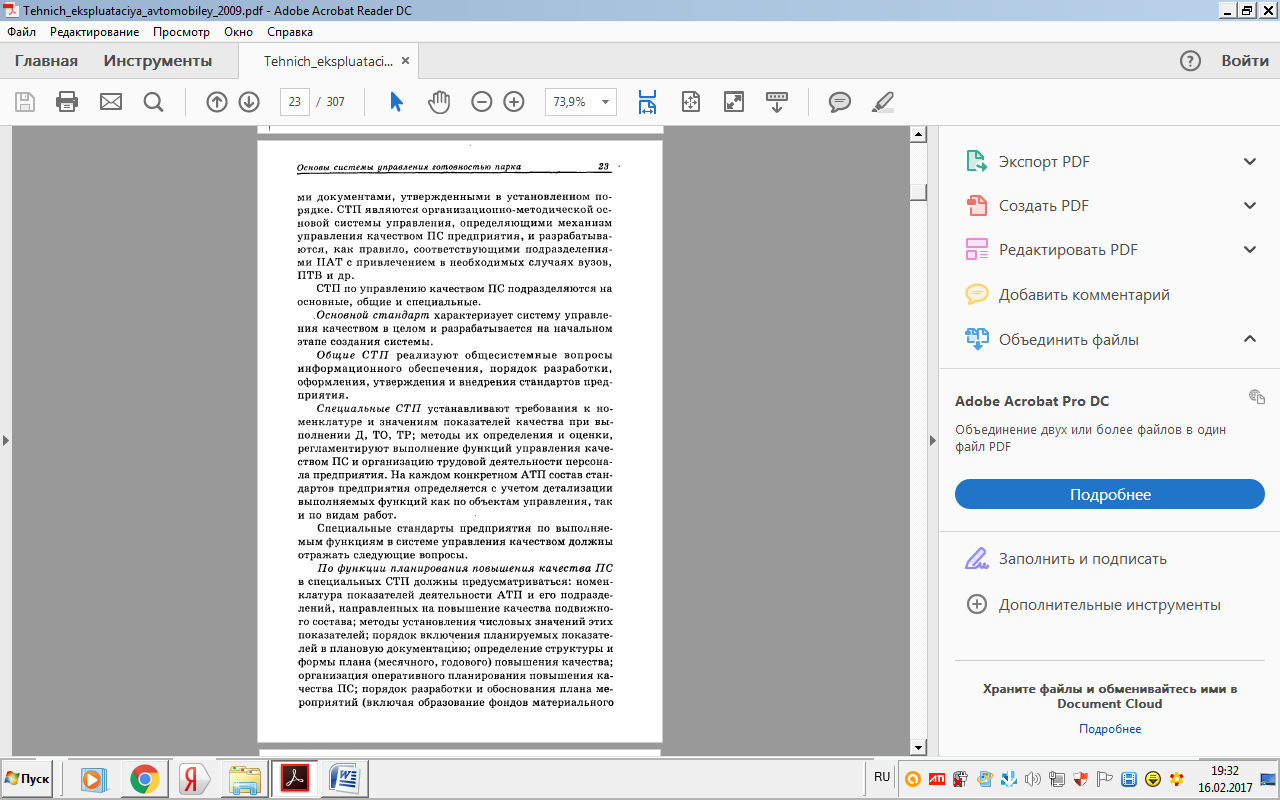 Tehnich_ekspluataciya_avtomobiley_2009.pdf - Adobe Acrobat Reader DC
Файл Редактирование Просмотр Окно Справка
Главная Инструменты Tehnich_ekspluataci... × Войти
23 / 307 73,9%
Основы системы управления готовностью парка 23
ми документами, утвержденными в установленном по-
рядке. СТП являются организационно-методической ос-
новой системы управления, определяющими механизм
управления качеством ПС предприятия, и разрабатыва-
ются, как правило, соответствующими подразделения-
ми ПАТ с привлечением в необходимых случаях вузов,
ПТВ и др.
СТП по управлению качеством ПС подразделяются на
основные, общие и специальные.
Основной стандарт характеризует систему управле-
ния качеством в целом и разрабатывается на начальном
этапе создания системы.
Общие СТП реализуют общесистемные вопросы
информационного обеспечения, порядок разработки,
оформления, утверждения и внедрения стандартов пред-
приятия.
Специальные СТП устанавливают требования к но-
менклатуре и значениям показателей качества при вы-
полнении Д, ТО, ТР; методы их определения и оценки,
регламентируют выполнение функций управления каче-
ством ПС и организацию трудовой деятельности персона-
ла предприятия. На каждом конкретном АТП состав стан-
дартов предприятия определяется с учетом детализации
выполняемых функций как по объектам управления, так
и по видам работ.
Специальные стандарты предприятия по выполняе-
мым функциям в системе управления качеством должны
отражать следующие вопросы.
По функции планирования повышения качества ПС
в специальных СТП должны предусматриваться: номен-
клатура показателей деятельности АТП и его подразде-
лений, направленных на повышение качества подвижно-
го состава; методы установления числовых значений этих
показателей; порядок включения планируемых показате-
лей в плановую документацию; определение структуры и
формы плана (месячного, годового) повышения качества;
организация оперативного планирования повышения ка-
чества ПС; порядок разработки и обоснования плана ме-
роприятий (включая образование фондов материального
Экспорт PDF
Создать PDF
Редактировать PDF
Добавить комментарий
Объединить файлы
Adobe Acrobat Pro DC
Объединение двух или более файлов в один
файл PDF
Подробнее
Заполнить и подписать
Дополнительные инструменты
Храните файлы и обменивайтесь ими в
Document Cloud
Подробнее
Пуск RU 19:32
16.02.2017